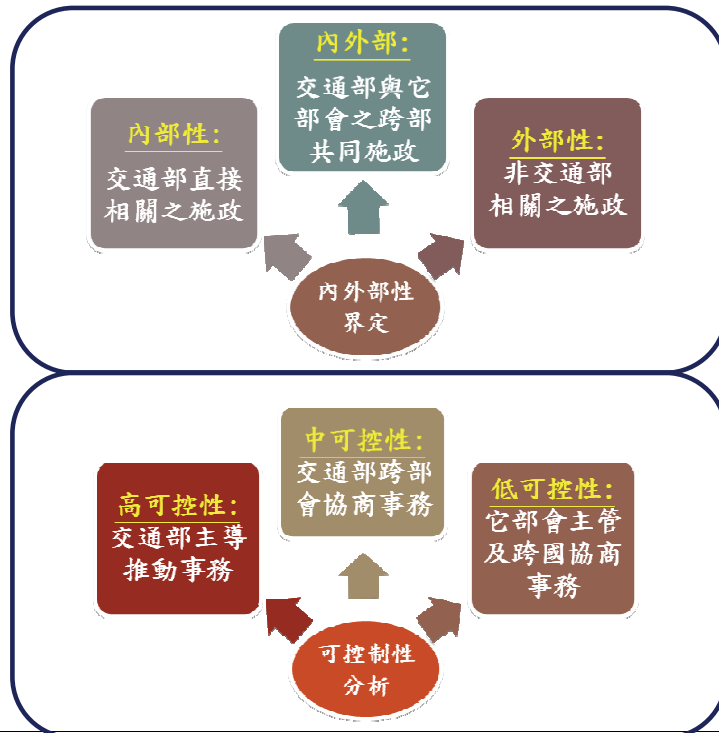 內外部:
交通部與它
部會之跨部
共同施政
內部性:
交通部直接
相關之施政
外部性:
非交通部
相關之施政
內外部性
界定
中可控性:
交通部跨部
會協商事務
高可控性:
交通部主導
推動事務
低可控性:
它部會主管
及跨國協商
事務
可控制性
分析